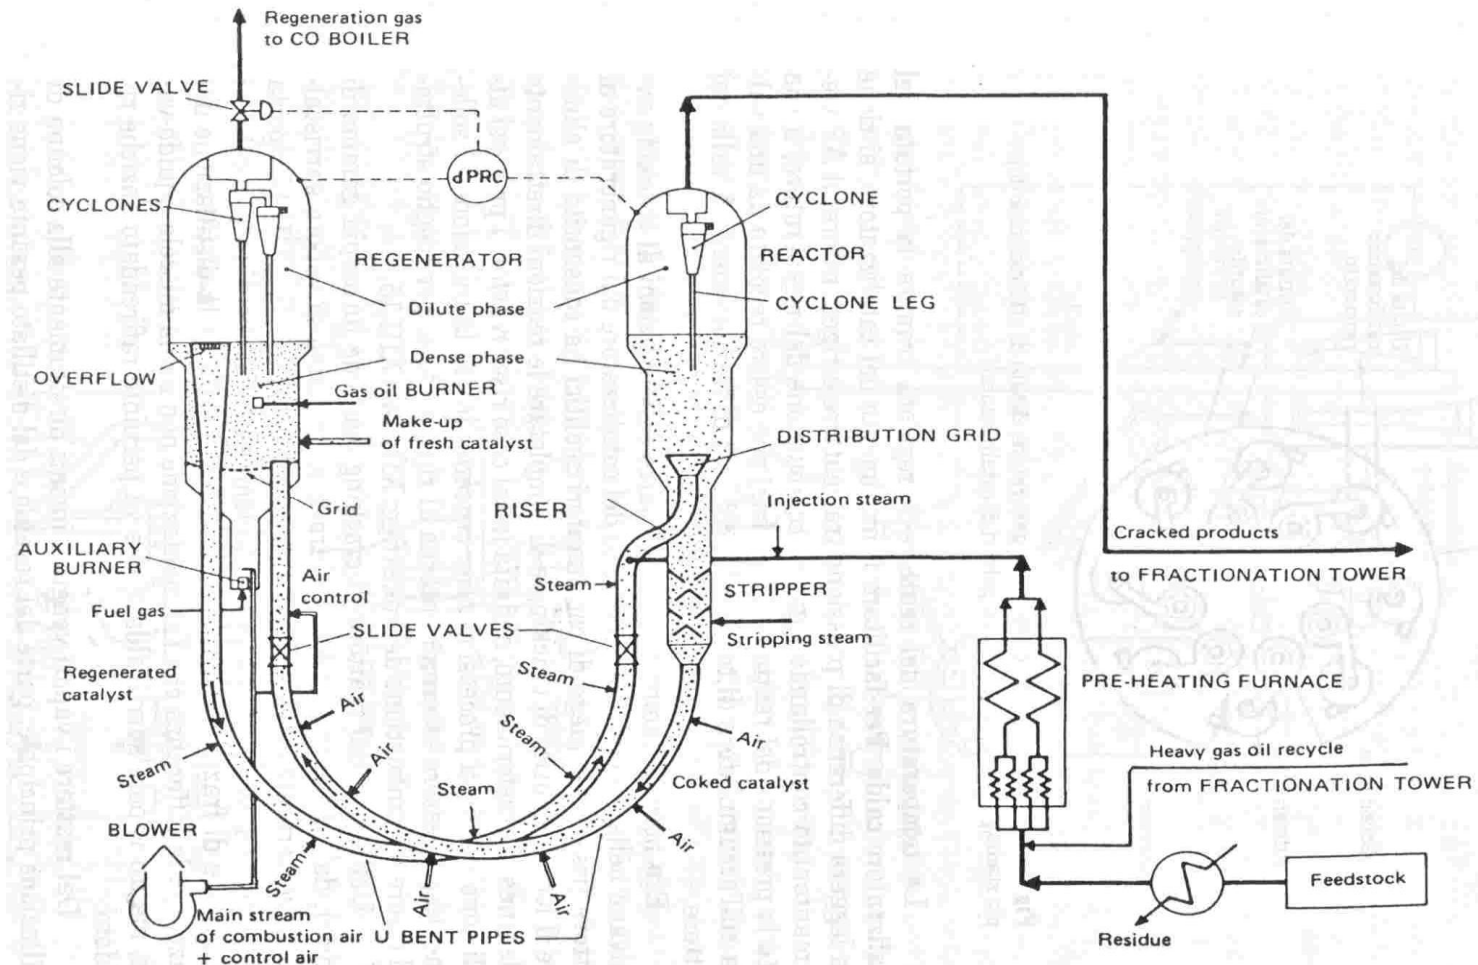 Regeneration gas
to CO BOILER
SLIDE VALVE
dPRC
CYCLONES
CYCLONE
REGENERATOR
REACTOR
Dilute phase
CYCLONE LEG
Dense phase
OVERFLOW
Gas oil BURNER
Make-up
of fresh catalyst
DISTRIBUTION GRID
Grid
RISER
Injection steam
Cracked products
to FRACTIONATION TOWER
AUXILIARY
BURNER
Air
control
Steam
STRIPPER
Fuel gas
SLIDE VALVES
Stripping steam
Regenerated
catalyst
Steam
PRE-HEATING FURNACE
Air
Steam
Air
Steam
Air
Heavy gas oil recycle
from FRACTIONATION TOWER
Coked catalyst
Steam
BLOWER
Air
Steam
Air
Air
Feedstock
Main stream
of combustion air
+ control air
U BENT PIPES
Residue